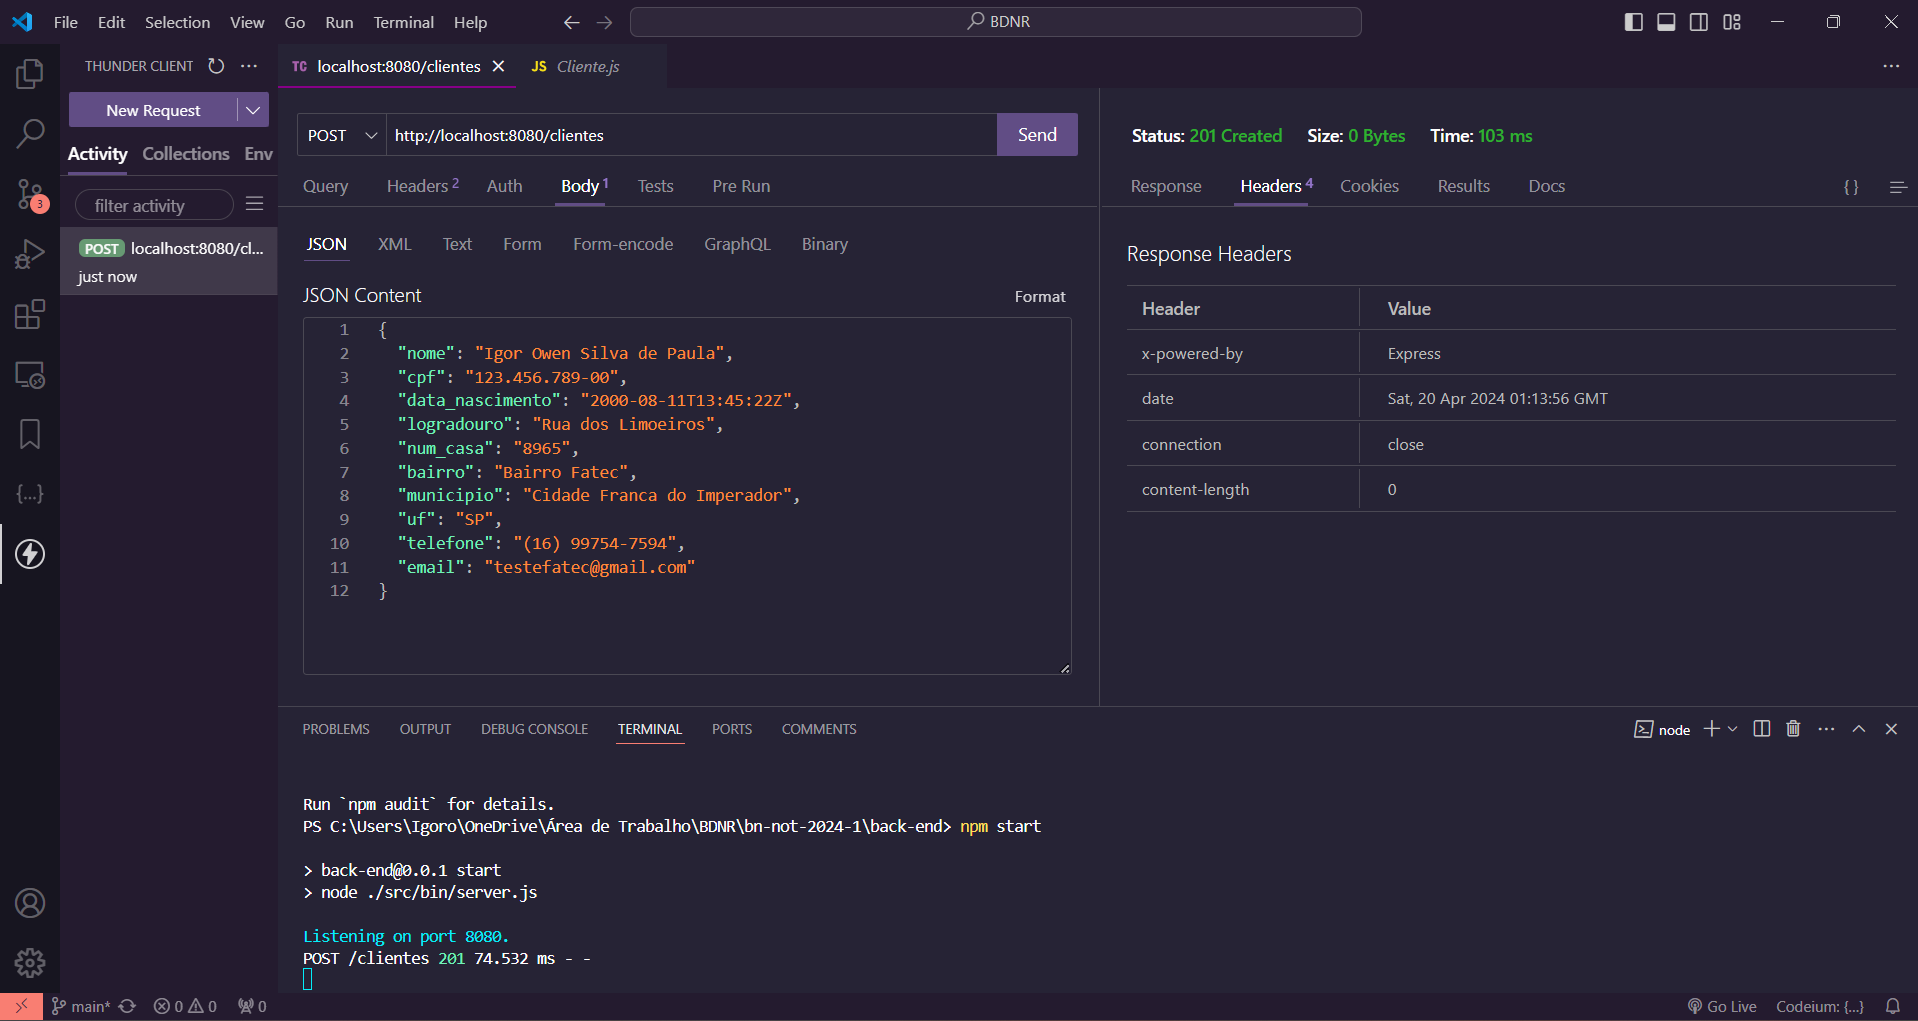 File Edit Selection View Go Run Terminal Help
BDNR
THUNDER CLIENT
New Request
Activity Collections Env
filter activity
POST localhost:8080/cl...
just now
3
TC localhost:8080/clientes
JS Cliente.js
POST http://localhost:8080/clientes Send
Query Headers 2 Auth Body 1 Tests Pre Run
JSON XML Text Form Form-encode GraphQL Binary
JSON Content Format
1 {
2 "nome": "Igor Owen Silva de Paula",
3 "cpf": "123.456.789-00",
4 "data_nascimento": "2000-08-11T13:45:22Z",
5 "logradouro": "Rua dos Limoeiros",
6 "num_casa": "8965",
7 "bairro": "Bairro Fatec",
8 "municipio": "Cidade Franca do Imperador",
9 "uf": "SP",
10 "telefone": "(16) 99754-7594",
11 "email": "testefatec@gmail.com"
12 }
Status: 201 Created Size: 0 Bytes Time: 103 ms
Response Headers 4 Cookies Results Docs { }
Response Headers
Header Value
x-powered-by Express
date Sat, 20 Apr 2024 01:13:56 GMT
connection close
content-length 0
PROBLEMS OUTPUT DEBUG CONSOLE TERMINAL PORTS COMMENTS
node
Run `npm audit` for details.
PS C:\Users\Igoro\OneDrive\Área de Trabalho\BDNR\bn-not-2024-1\back-end> npm start
> back-end@0.0.1 start
> node ./src/bin/server.js
Listening on port 8080.
POST /clientes 201 74.532 ms - -
main* 0 0 0
Go Live Codeium: {...}